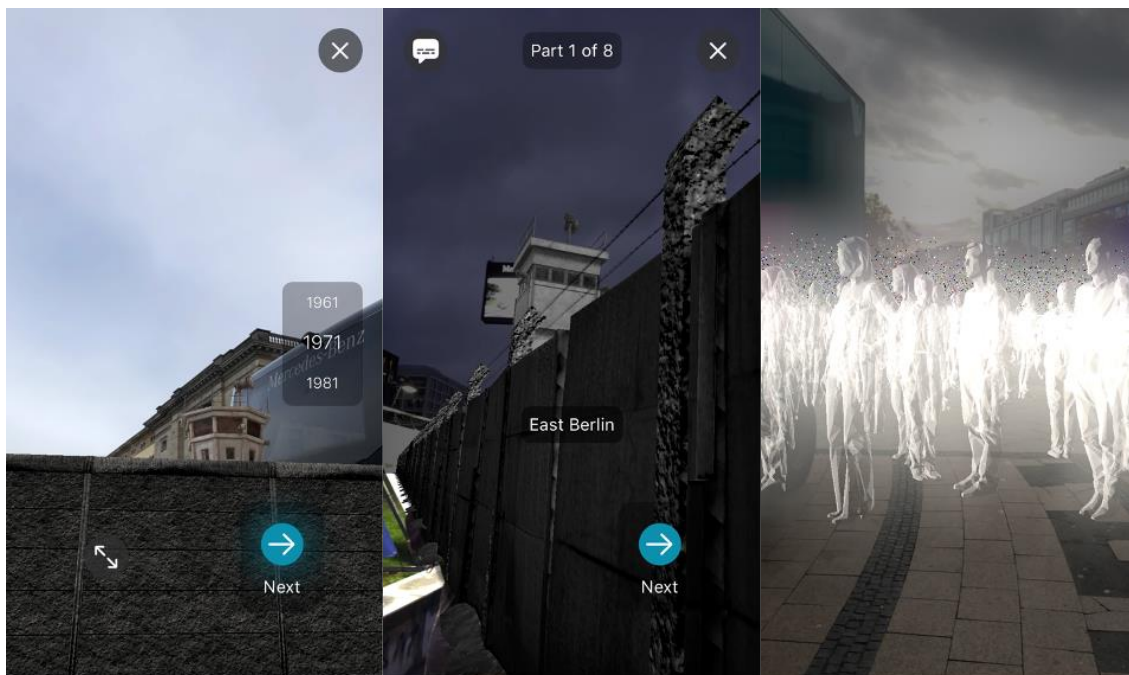 1961
1971
1981
Mercedes-Benz
Next
Part 1 of 8
East Berlin
Next